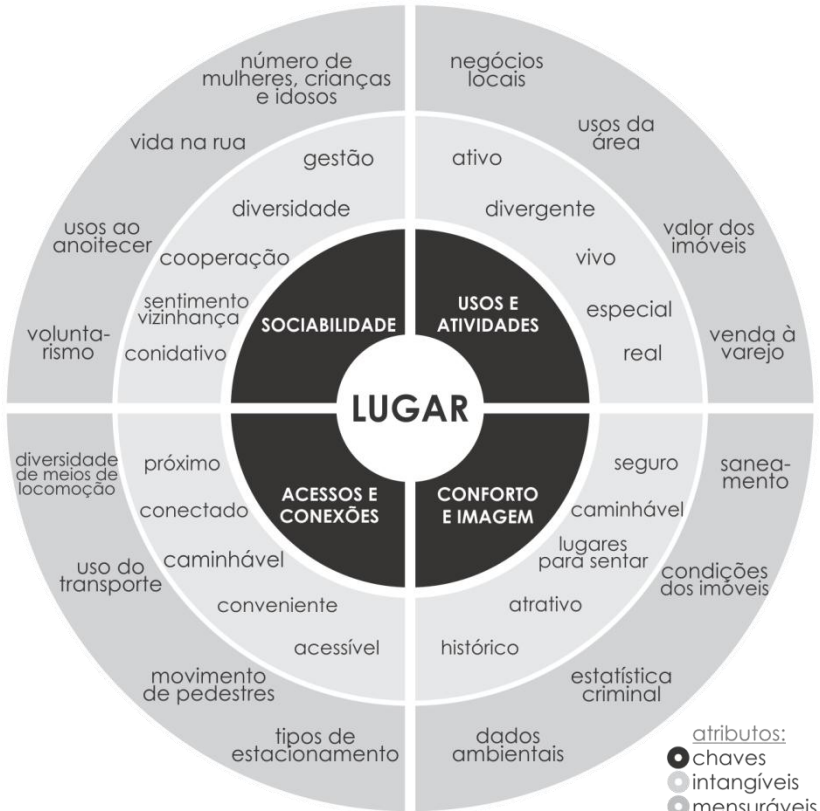 número de
mulheres, crianças
e idosos
vida na rua
usos ao
anoitecer
volunta-
rismo
gestão
diversidade
cooperação
sentimento
vizinhança
conidativo
SOCIABILIDADE
negócios
locais
usos da
área
valor dos
imóveis
venda à
varejo
ativo
divergente
vivo
especial
real
USOS E
ATIVIDADES
LUGAR
diversidade
de meios de
locomoção
uso do
transporte
movimento
de pedestres
tipos de
estacionamento
próximo
conectado
caminhável
conveniente
acessível
ACESSOS E
CONEXÕES
CONFORTO
E IMAGEM
seguro
caminhável
lugares
para sentar
atrativo
histórico
sanea-
mento
condições
dos imóveis
estatística
criminal
dados
ambientais
atributos:
chaves
intangíveis
mensuráveis